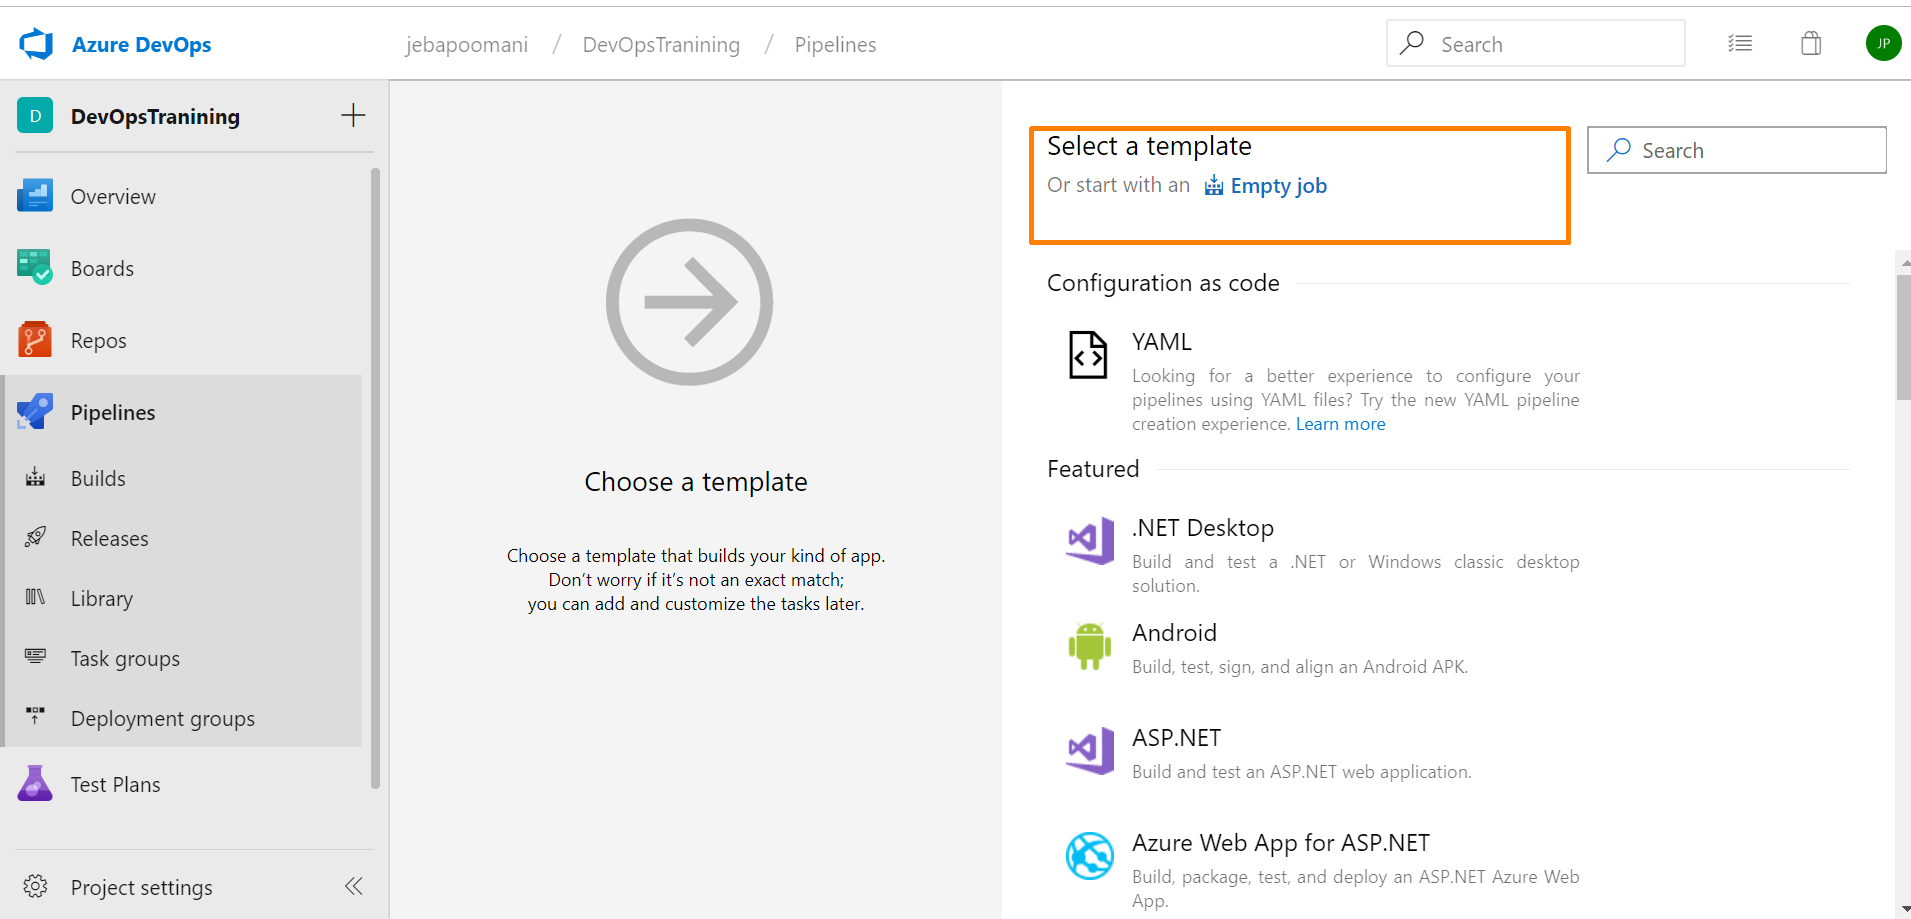 Azure DevOps
jebapoomani / DevOpsTranining / Pipelines
Search
JP
D DevOpsTranining
Overview
Boards
Repos
Pipelines
Builds
Releases
Library
Task groups
Deployment groups
Test Plans
Project settings
Choose a template
Choose a template that builds your kind of app.
Don't worry if it's not an exact match;
you can add and customize the tasks later.
Select a template
Or start with an Empty job
Search
Configuration as code
YAML
Looking for a better experience to configure your
pipelines using YAML files? Try the new YAML pipeline
creation experience. Learn more
Featured
.NET Desktop
Build and test a .NET or Windows classic desktop
solution.
Android
Build, test, sign, and align an Android APK.
ASP.NET
Build and test an ASP.NET web application.
Azure Web App for ASP.NET
Build, package, test, and deploy an ASP.NET Azure Web
App.